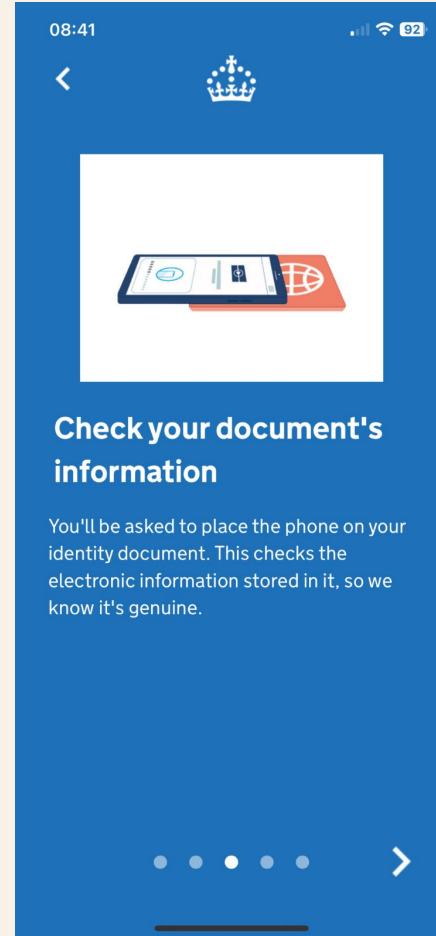 08:41
92
Check your document's
information
You'll be asked to place the phone on your
identity document. This checks the
electronic information stored in it, so we
know it's genuine.